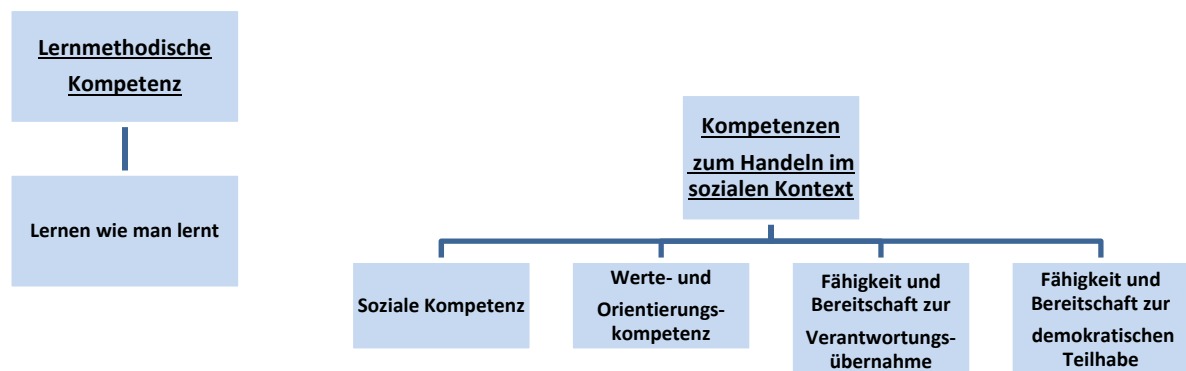 Lernmethodische
Kompetenz
Lernen wie man lernt
Kompetenzen
zum Handeln im
sozialen Kontext
Soziale Kompetenz
Werte- und
Orientierungs-
kompetenz
Fähigkeit und
Bereitschaft zur
Verantwortungs-
übernahme
Fähigkeit und
Bereitschaft zur
demokratischen
Teilhabe